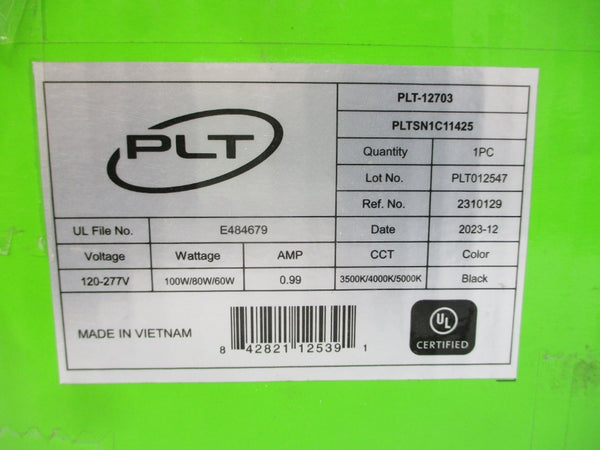 PLT
PLT-12703
PLTSN1C11425
Quantity 1PC
Lot No. PLT012547
Ref. No. 2310129
UL File No. E484679 Date 2023-12
Voltage Wattage AMP CCT Color
120-277V 100W/80W/60W 0.99 3500K/4000K/5000K Black
MADE IN VIETNAM
8 42821 12539 1
UL
CERTIFIED